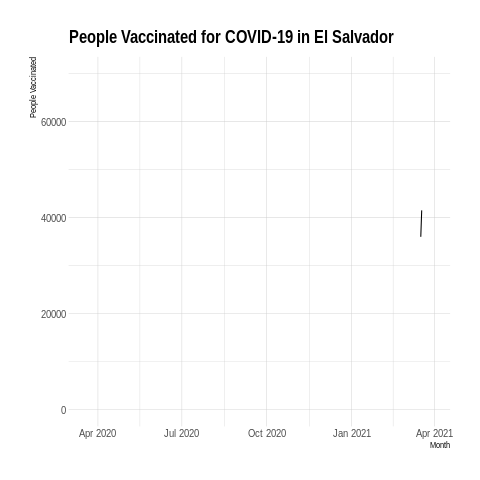 People Vaccinated for COVID-19 in El Salvador
People Vaccinated
60000
40000
20000
0
Apr 2020
Jul 2020
Oct 2020
Jan 2021
Apr 2021
Month